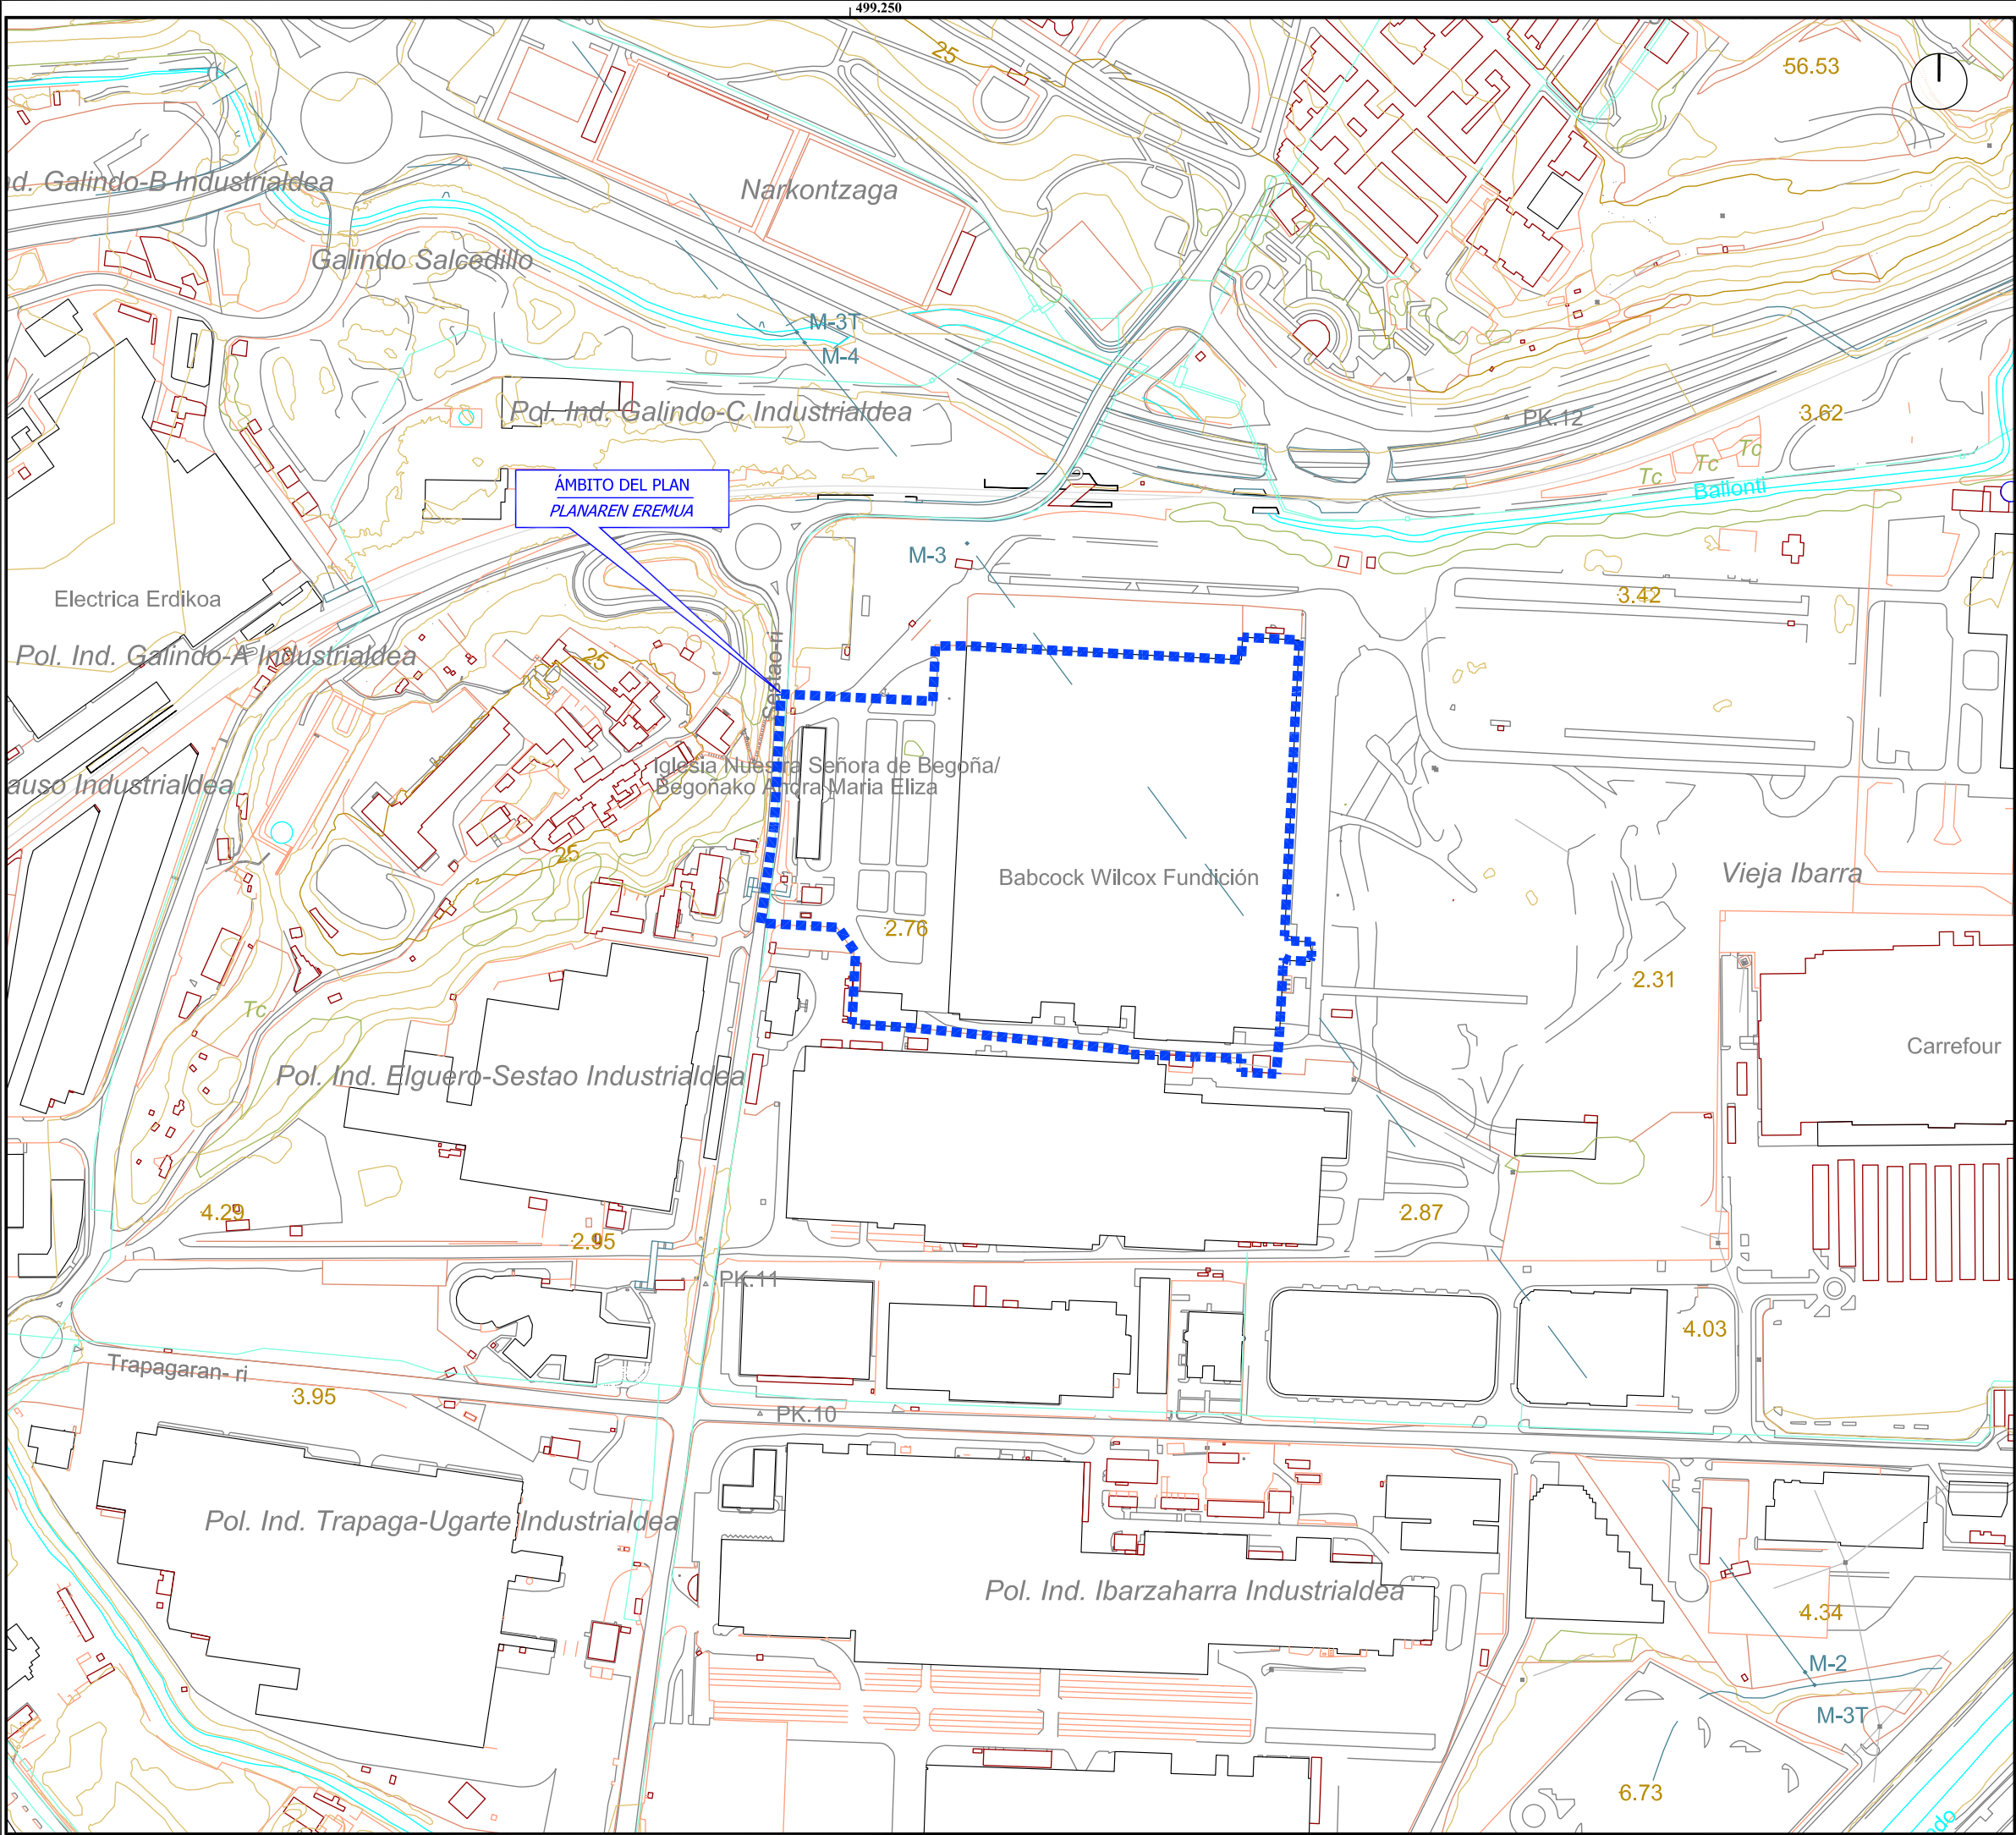 499.250
25
56.53
nd. Galindo-B Industrialdea
Narkontzaga
Galindo Salcedillo
M-3T
M-4
Pol. Ind. Galindo-C Industrialdea
PK.12
3.62
Tc
Tc
Tc
Ballonti
ÁMBITO DEL PLAN
PLANAREN EREMUA
M-3
Electrica Erdikoa
3.42
Pol. Ind. Galindo-A Industrialdea
25
Sestao-ri
auso Industrialdea
Iglesia Nuestra Señora de Begoña/
Begoñako Andra Maria Eliza
25
Babcock Wilcox Fundición
Vieja Ibarra
2.76
2.31
Tc
Carrefour
Pol. Ind. Elguero-Sestao Industrialdea
4.29
2.95
2.87
PK.11
4.03
Trapagaran- ri
3.95
PK.10
Pol. Ind. Trapaga-Ugarte Industrialdea
Pol. Ind. Ibarzaharra Industrialdea
4.34
M-2
M-3T
6.73
ndo